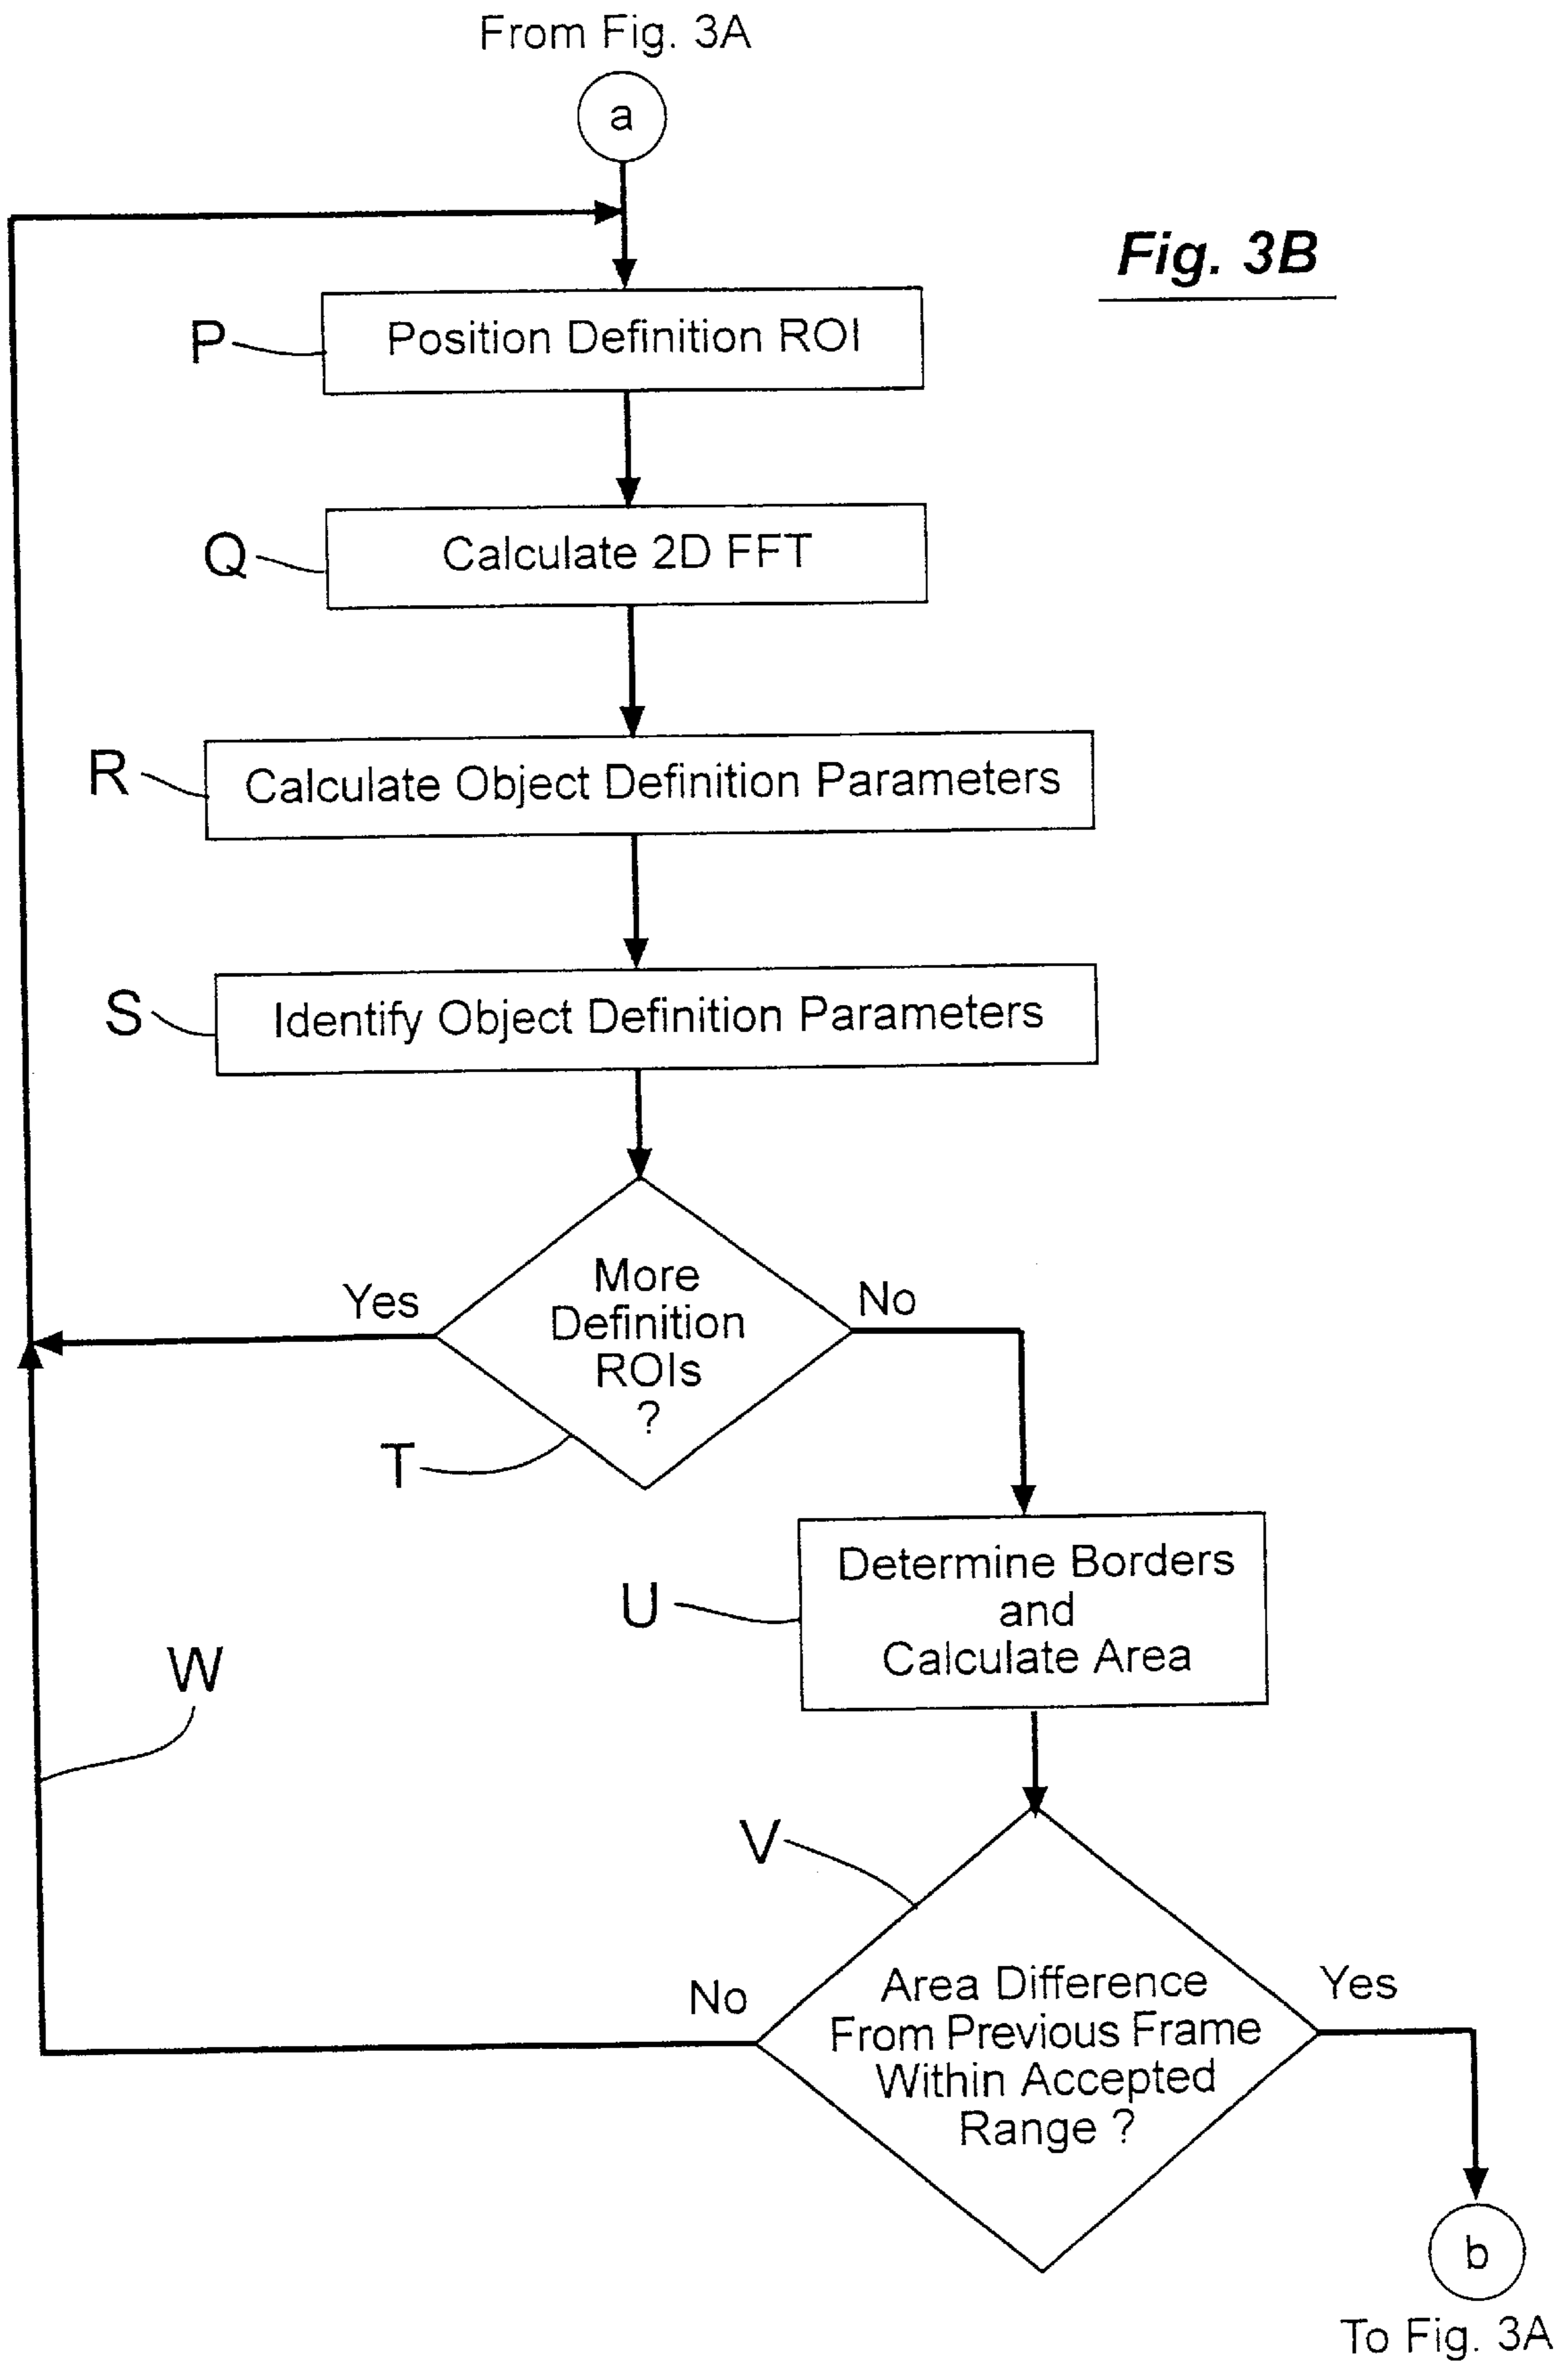 From Fig. 3A
a
Fig. 3B
P
Position Definition ROI
Q
Calculate 2D FFT
R
Calculate Object Definition Parameters
S
Identify Object Definition Parameters
More
Definition
ROIs
?
Yes
No
T
Determine Borders
and
Calculate Area
U
W
V
Area Difference
From Previous Frame
Within Accepted
Range ?
No
Yes
b
To Fig. 3A